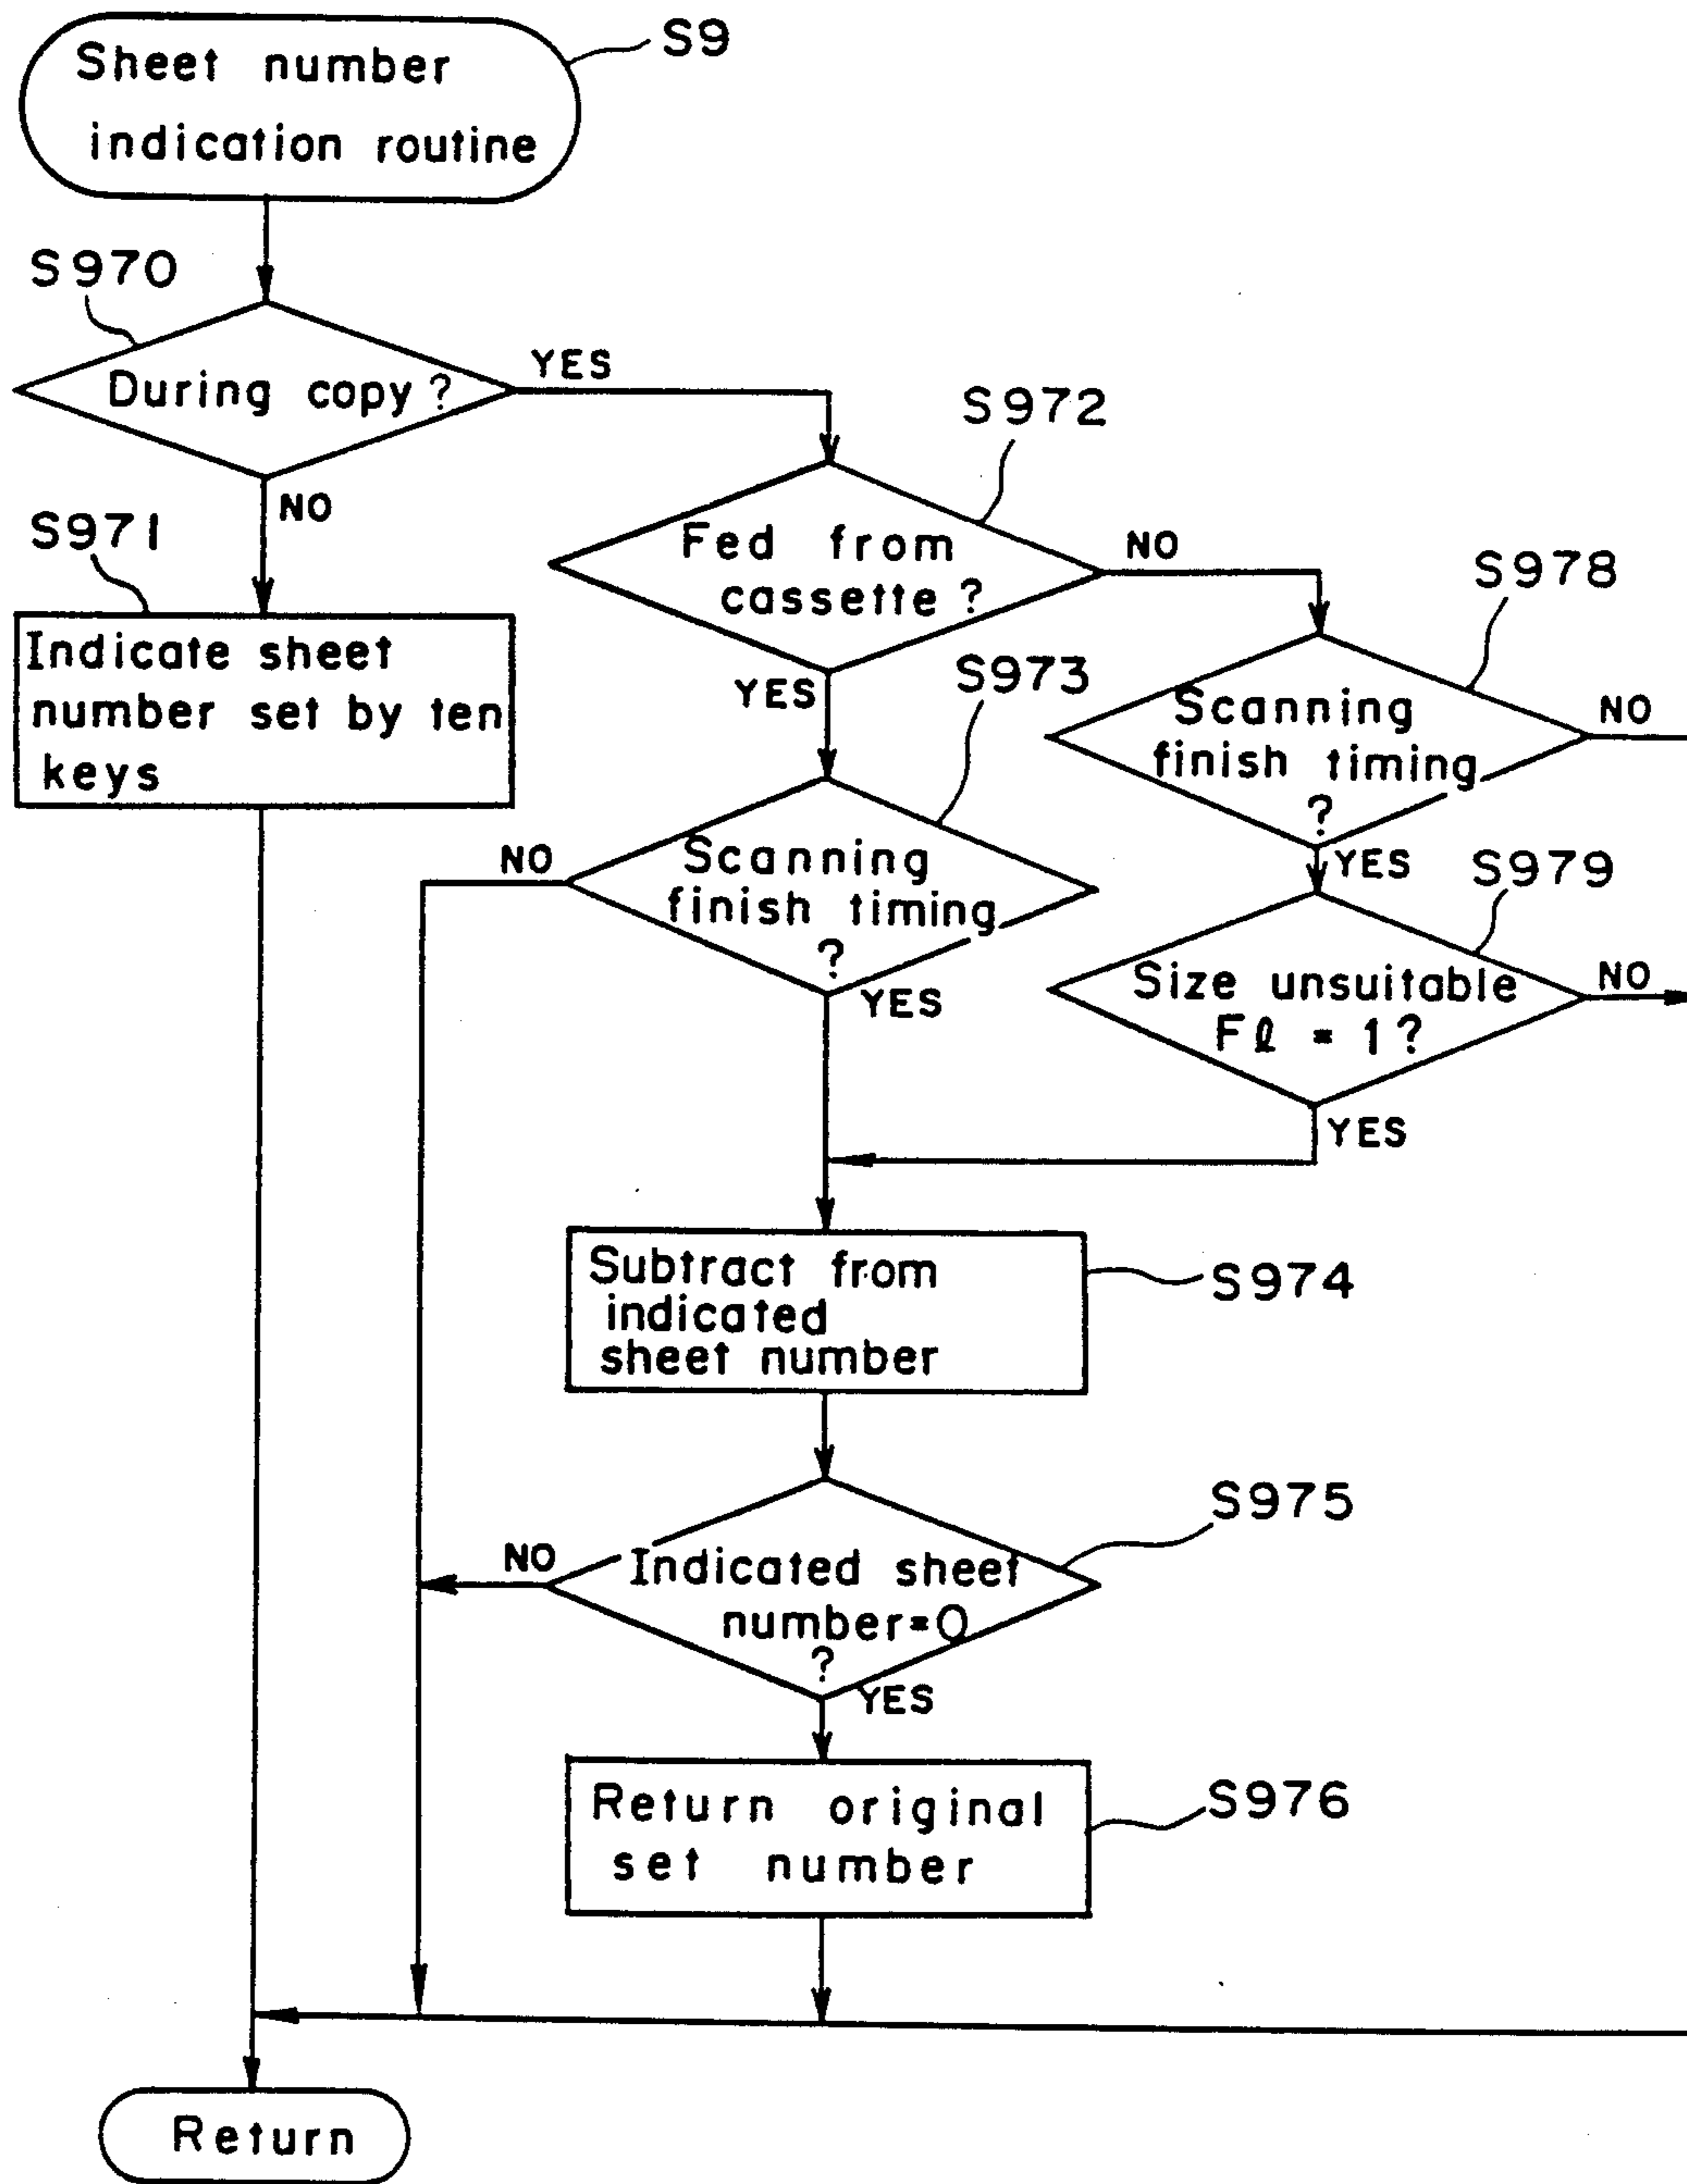 Sheet number
indication routine
S9
S970
During copy ?
YES
NO
S971
Indicate sheet
number set by ten
keys
S972
Fed from
cassette ?
NO
YES
S978
Scanning
finish timing
?
NO
YES
S973
Scanning
finish timing
?
NO
YES
S979
Size unsuitable
Fℓ = 1 ?
NO
YES
S974
Subtract from
indicated
sheet number
S975
Indicated sheet
number=0
?
NO
YES
S976
Return original
set number
Return